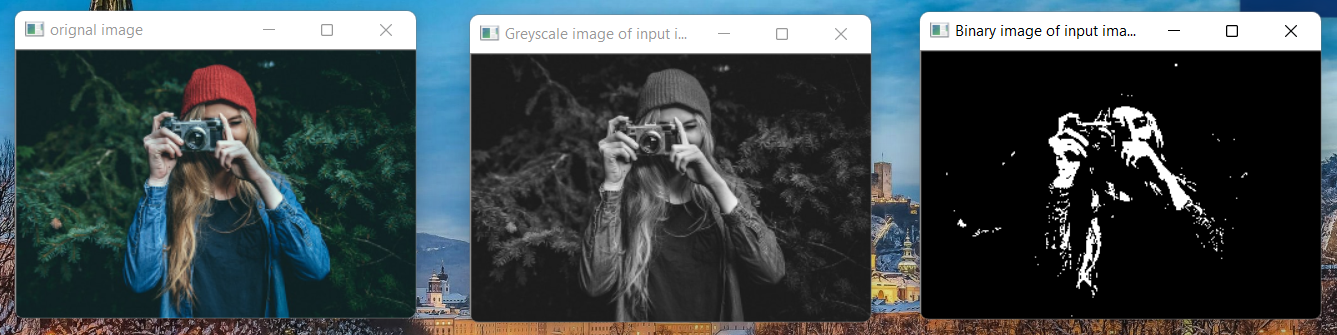 orignal image
Greyscale image of input i...
Binary image of input ima...